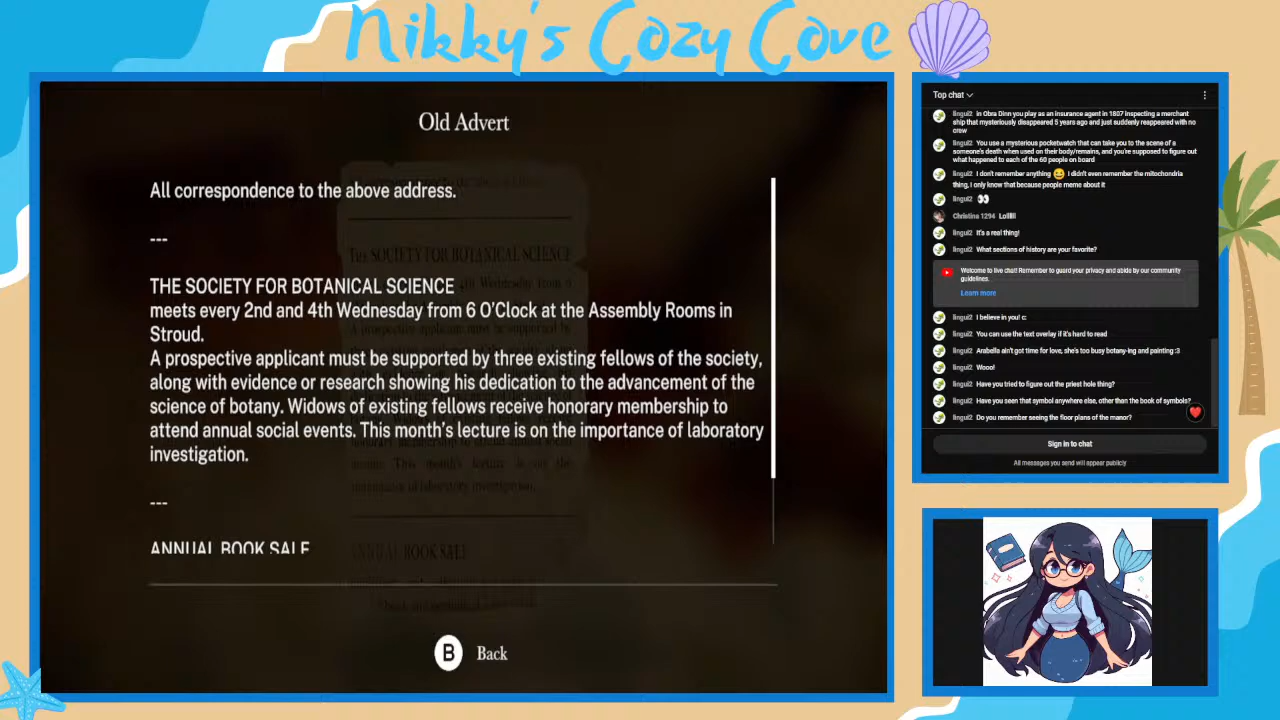 Nikky's Cozy Cove
Old Advert
All correspondence to the above address.
---
THE SOCIETY FOR BOTANICAL SCIENCE
meets every 2nd and 4th Wednesday from 6 O'Clock at the Assembly Rooms in
Stroud.
A prospective applicant must be supported by three existing fellows of the society,
along with evidence or research showing his dedication to the advancement of the
science of botany. Widows of existing fellows receive honorary membership to
attend annual social events. This month's lecture is on the importance of laboratory
investigation.
---
ANNUAL BOOK SALE
B Back
Top chat
lingui2 in Obra Dinn you play as an insurance agent in 1807 inspecting a merchant
ship that mysteriously disappeared 5 years ago and just suddenly reappeared with no
crew
lingui2 You use a mysterious pocketwatch that can take you to the scene of a
someone's death when used on their body/remains, and you're supposed to figure out
what happened to each of the 60 people on board
lingui2 I don't remember anything 😆 I didn't even remember the mitochondria
thing, I only know that because people meme about it
lingui2 👀
Christina 1294 Lolllll
lingui2 It's a real thing!
lingui2 What sections of history are your favorite?
Welcome to live chat! Remember to guard your privacy and abide by our community
guidelines.
Learn more
lingui2 I believe in you! c:
lingui2 You can use the text overlay if it's hard to read
lingui2 Arabella ain't got time for love, she's too busy botany-ing and painting :3
lingui2 Wooo!
lingui2 Have you tried to figure out the priest hole thing?
lingui2 Have you seen that symbol anywhere else, other than the book of symbols?
lingui2 Do you remember seeing the floor plans of the manor?
Sign in to chat
All messages you send will appear publicly